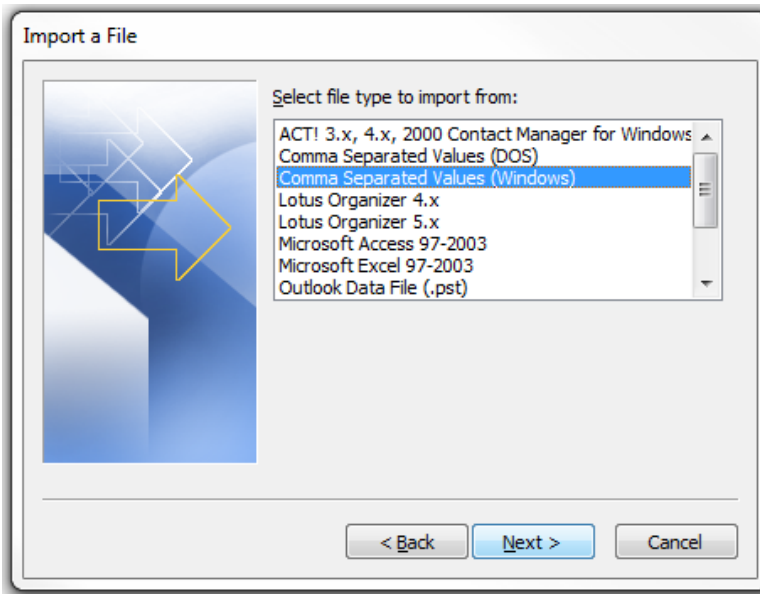 Import a File
Select file type to import from:
ACT! 3.x, 4.x, 2000 Contact Manager for Windows
Comma Separated Values (DOS)
Comma Separated Values (Windows)
Lotus Organizer 4.x
Lotus Organizer 5.x
Microsoft Access 97-2003
Microsoft Excel 97-2003
Outlook Data File (.pst)
< Back Next > Cancel